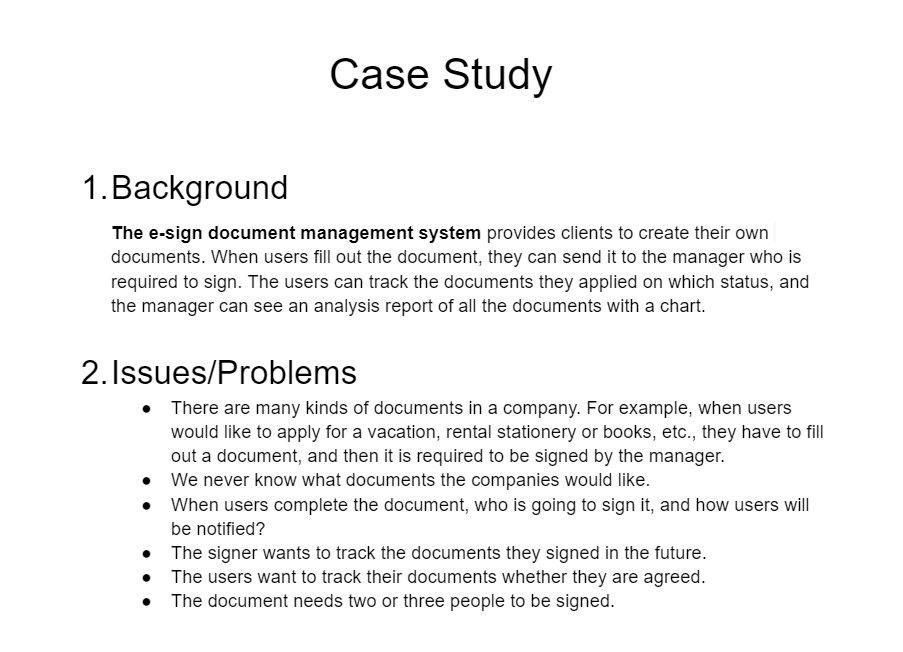 Case Study
1. Background
The e-sign document management system provides clients to create their own
documents. When users fill out the document, they can send it to the manager who is
required to sign. The users can track the documents they applied on which status, and
the manager can see an analysis report of all the documents with a chart.
2. Issues/Problems
● There are many kinds of documents in a company. For example, when users
would like to apply for a vacation, rental stationery or books, etc., they have to fill
out a document, and then it is required to be signed by the manager.
● We never know what documents the companies would like.
● When users complete the document, who is going to sign it, and how users will
be notified?
● The signer wants to track the documents they signed in the future.
● The users want to track their documents whether they are agreed.
● The document needs two or three people to be signed.